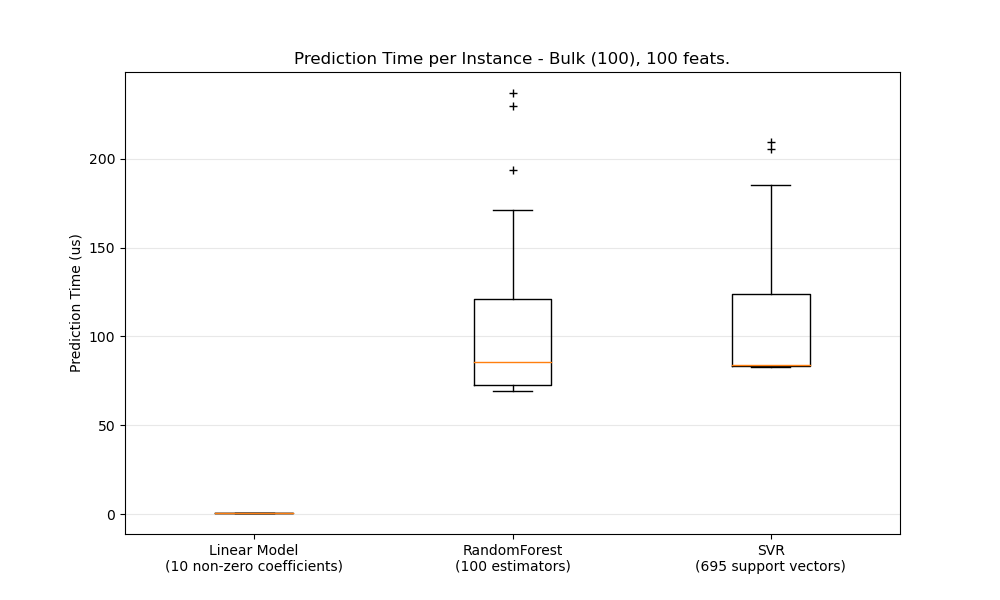 Prediction Time per Instance - Bulk (100), 100 feats.
Prediction Time (us)
200
150
100
50
0
Linear Model
(10 non-zero coefficients)
RandomForest
(100 estimators)
SVR
(695 support vectors)